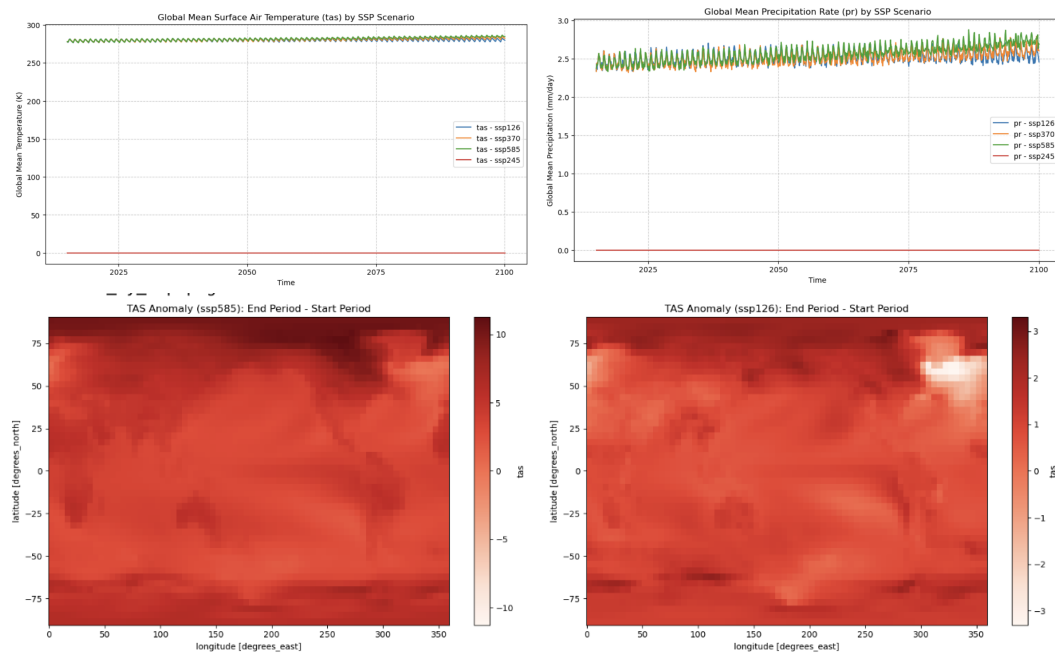 Global Mean Surface Air Temperature (tas) by SSP Scenario
300
250
200
150
100
50
0
Global Mean Temperature (K)
tas - ssp126
tas - ssp370
tas - ssp585
tas - ssp245
2025
2050
2075
2100
Time
Global Mean Precipitation Rate (pr) by SSP Scenario
3.0
2.5
2.0
1.5
1.0
0.5
0.0
Global Mean Precipitation (mm/day)
pr - ssp126
pr - ssp370
pr - ssp585
pr - ssp245
2025
2050
2075
2100
Time
TAS Anomaly (ssp585): End Period - Start Period
75
50
25
0
−25
−50
−75
latitude [degrees_north]
0
50
100
150
200
250
300
350
longitude [degrees_east]
10
5
0
−5
−10
tas
TAS Anomaly (ssp126): End Period - Start Period
75
50
25
0
−25
−50
−75
latitude [degrees_north]
0
50
100
150
200
250
300
350
longitude [degrees_east]
3
2
1
0
−1
−2
−3
tas